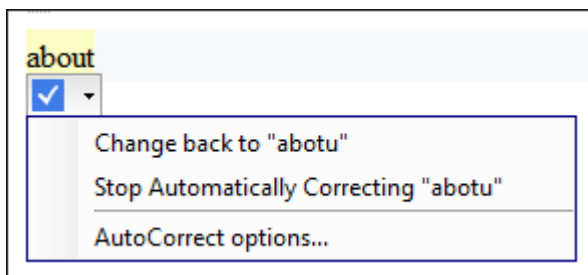 about
Change back to "abotu"
Stop Automatically Correcting "abotu"
AutoCorrect options...